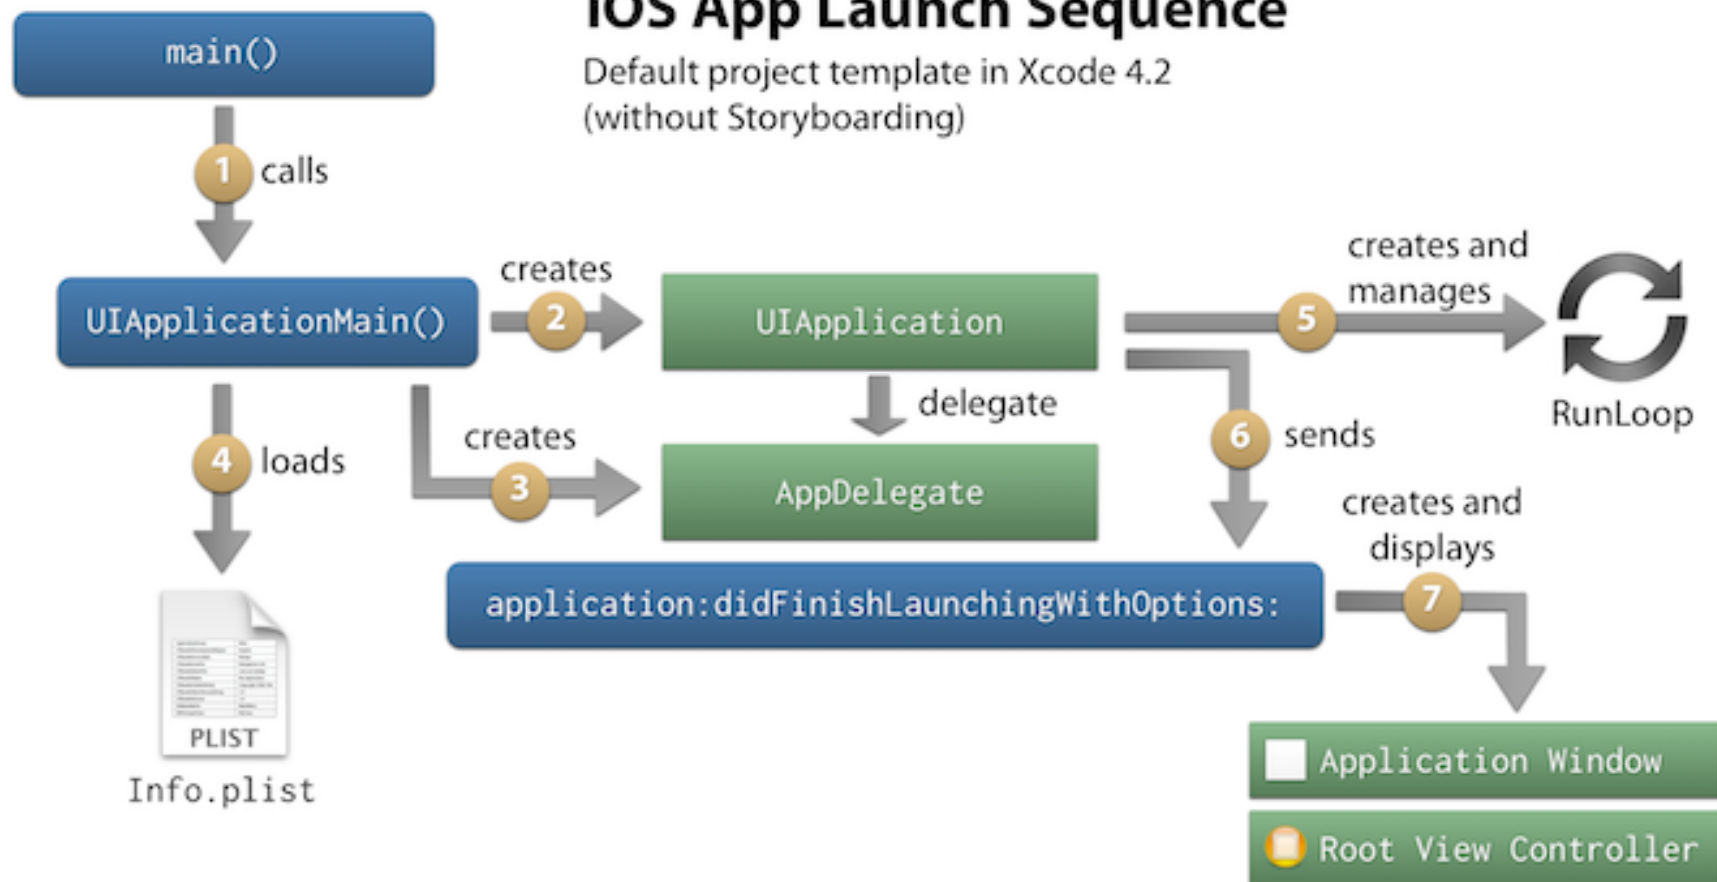 iOS App Launch Sequence
Default project template in Xcode 4.2
(without Storyboarding)
main()
1 calls
UIApplicationMain()
creates
2
UIApplication
creates and
manages
5
RunLoop
delegate
creates
3
AppDelegate
4 loads
PLIST
Info.plist
6 sends
application:didFinishLaunchingWithOptions:
creates and
displays
7
Application Window
Root View Controller